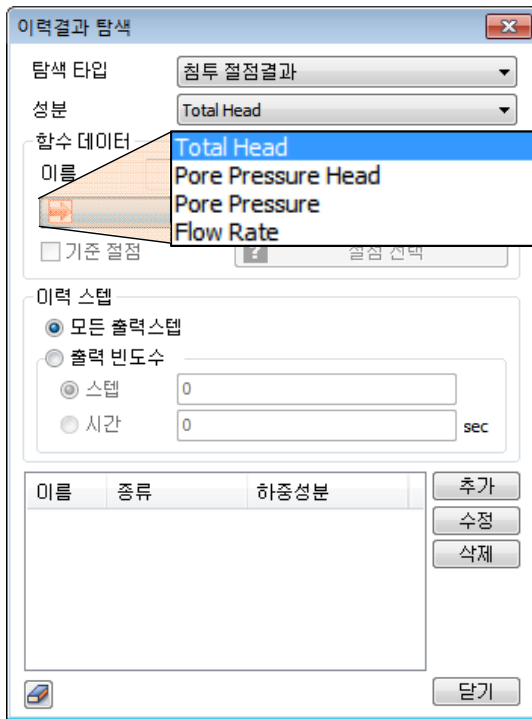 이력결과 탐색
탐색 타입 침투 절점결과
성분 Total Head
함수 데이터
Total Head
이름
Pore Pressure Head
Pore Pressure
Flow Rate
기준 절점 ? 절점 선택
이력 스텝
모든 출력스텝
출력 빈도수
스텝 0
시간 0 sec
이름 종류 하중성분
추가
수정
삭제
닫기